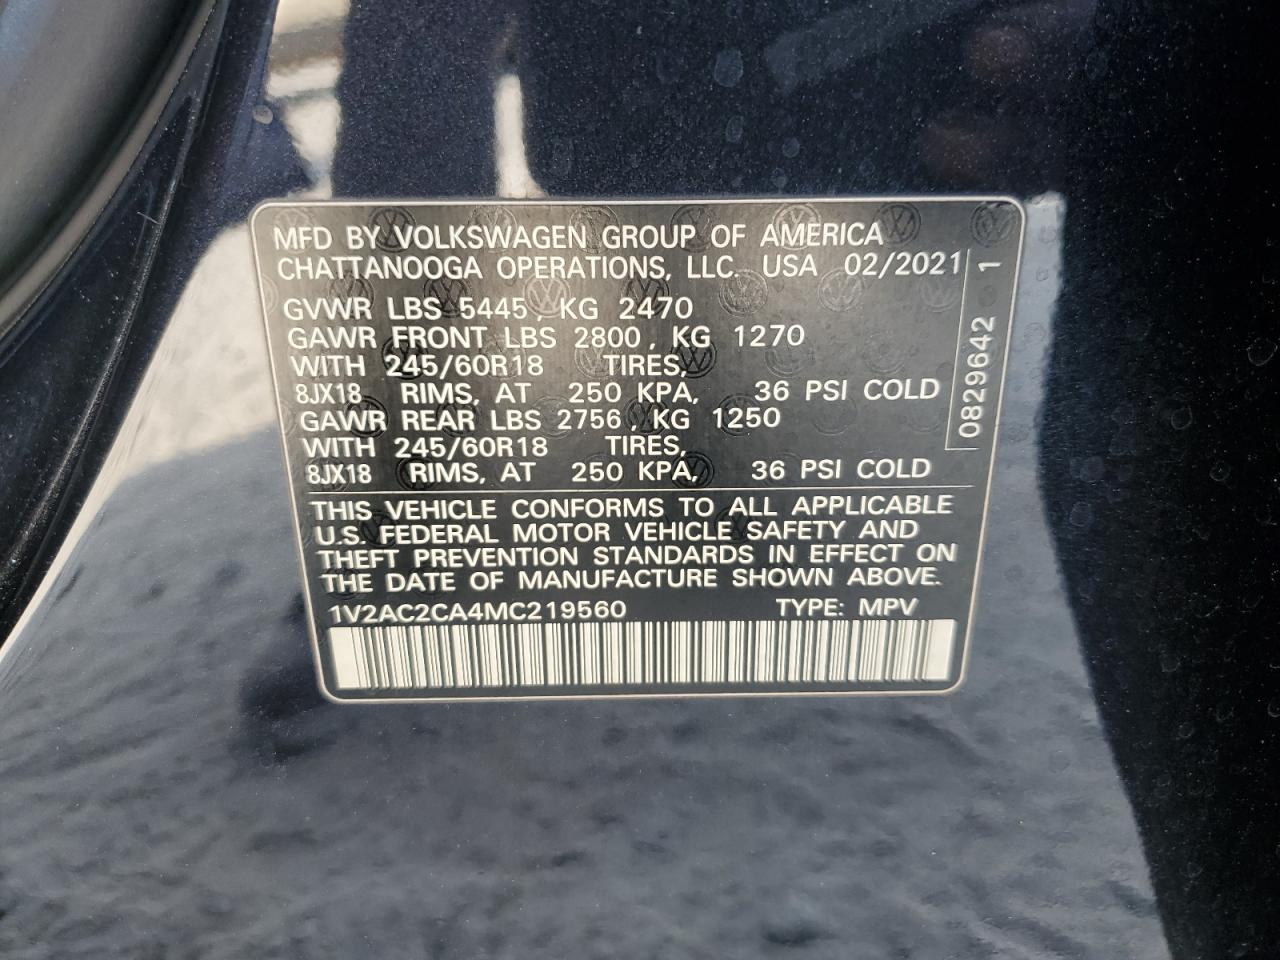 MFD BY VOLKSWAGEN GROUP OF AMERICA
CHATTANOOGA OPERATIONS, LLC. USA 02/2021
GVWR LBS 5445, KG 2470
GAWR FRONT LBS 2800, KG 1270
WITH 245/60R18 TIRES,
8JX18 RIMS, AT 250 KPA, 36 PSI COLD
GAWR REAR LBS 2756, KG 1250
WITH 245/60R18 TIRES,
8JX18 RIMS, AT 250 KPA, 36 PSI COLD
0829642 1
THIS VEHICLE CONFORMS TO ALL APPLICABLE
U.S. FEDERAL MOTOR VEHICLE SAFETY AND
THEFT PREVENTION STANDARDS IN EFFECT ON
THE DATE OF MANUFACTURE SHOWN ABOVE.
1V2AC2CA4MC219560 TYPE: MPV